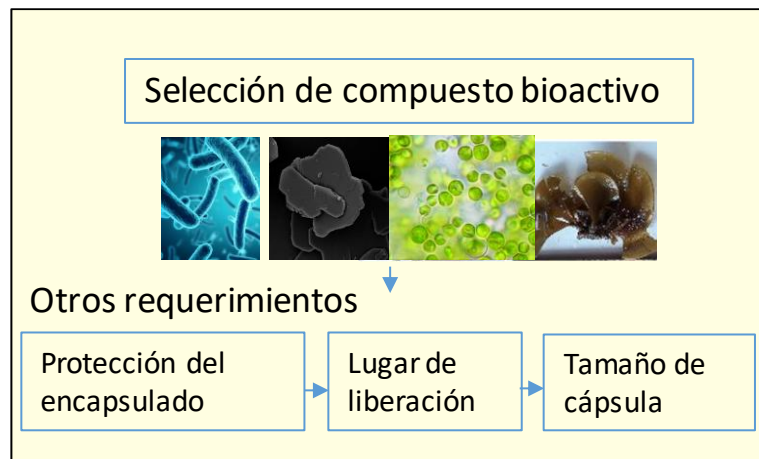 Selección de compuesto bioactivo
Otros requerimientos
Protección del
encapsulado
Lugar de
liberación
Tamaño de
cápsula